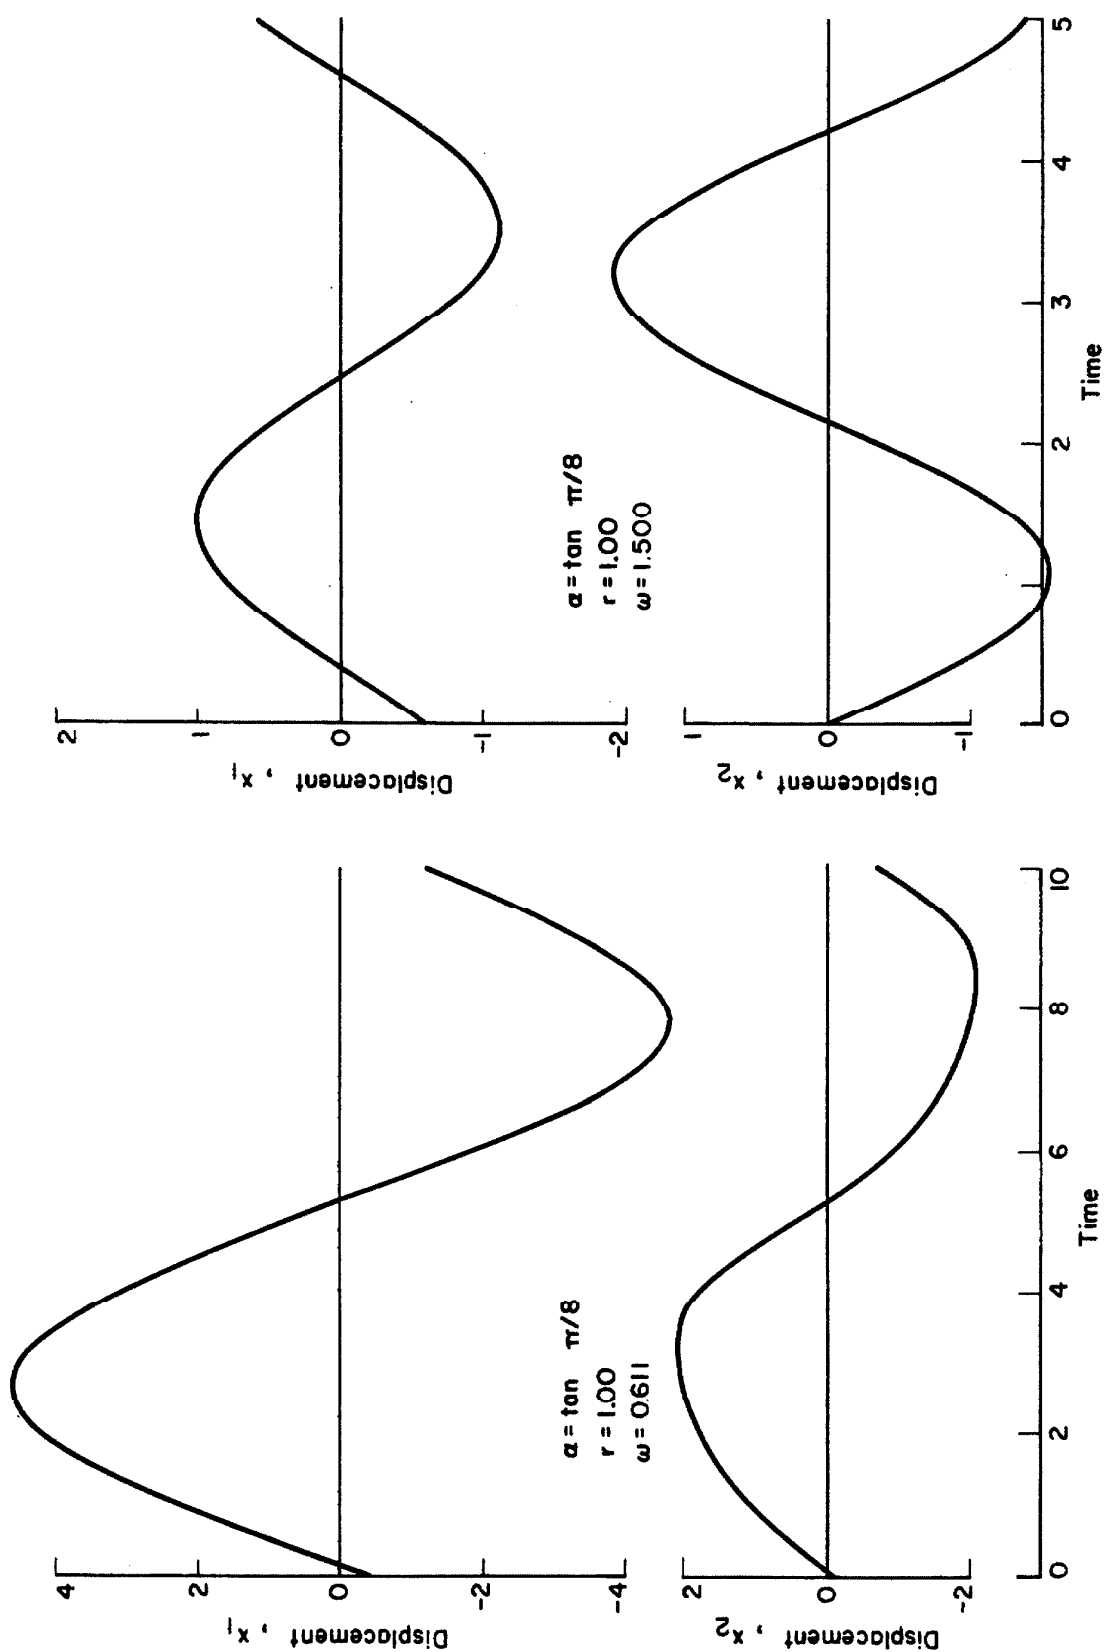 Displacement, x₁
4
2
0
-2
-4
α = tan π/8
r = 1.00
ω = 0.611
Displacement, x₂
2
0
-2
0 2 4 6 8 10
Time
Displacement, x₁
2
1
0
-1
-2
α = tan π/8
r = 1.00
ω = 1.500
Displacement, x₂
1
0
-1
0 2 3 4 5
Time